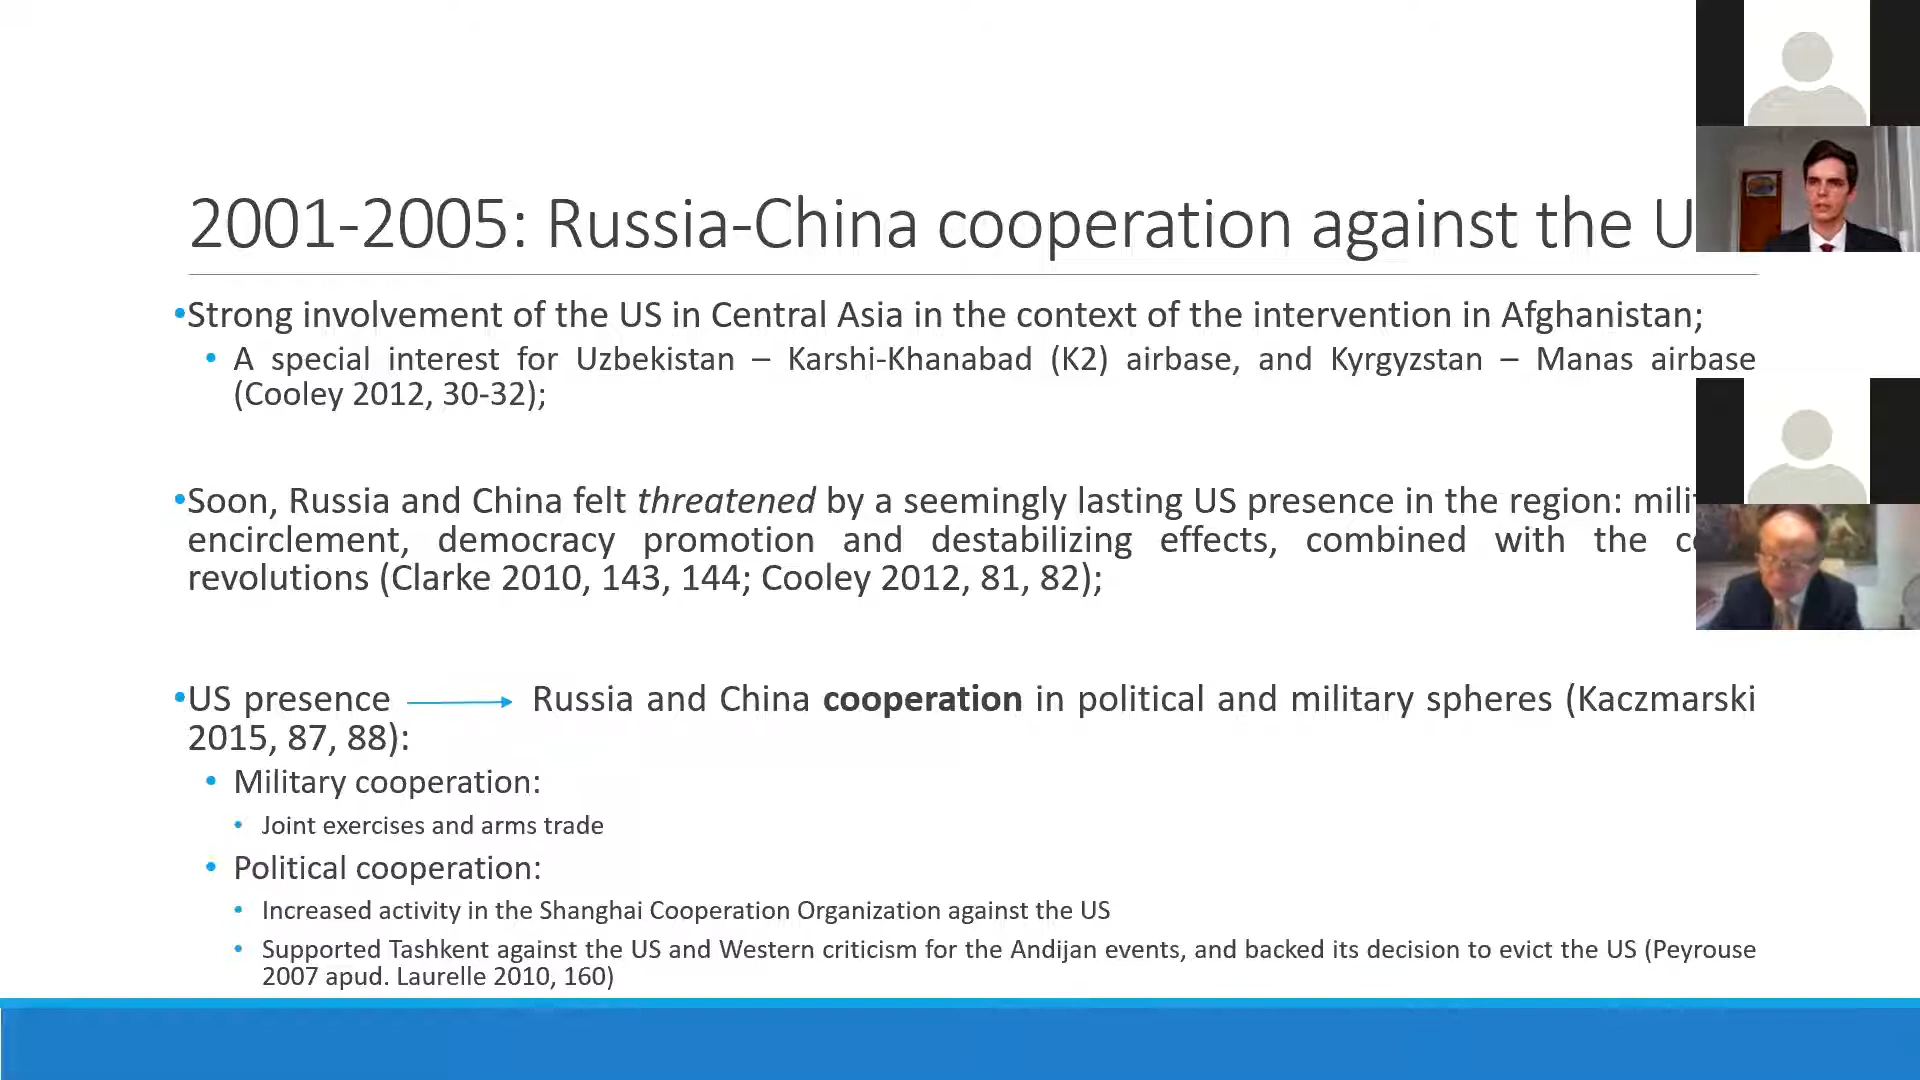 2001-2005: Russia-China cooperation against the U
•Strong involvement of the US in Central Asia in the context of the intervention in Afghanistan;
• A special interest for Uzbekistan – Karshi-Khanabad (K2) airbase, and Kyrgyzstan – Manas airbase
(Cooley 2012, 30-32);
•Soon, Russia and China felt threatened by a seemingly lasting US presence in the region:
encirclement, democracy promotion and destabilizing effects, combined with the
revolutions (Clarke 2010, 143, 144; Cooley 2012, 81, 82);
•US presence Russia and China cooperation in political and military spheres (Kaczmarski
2015, 87, 88):
• Military cooperation:
• Joint exercises and arms trade
• Political cooperation:
• Increased activity in the Shanghai Cooperation Organization against the US
• Supported Tashkent against the US and Western criticism for the Andijan events, and backed its decision to evict the US (Peyrouse
2007 apud. Laurelle 2010, 160)